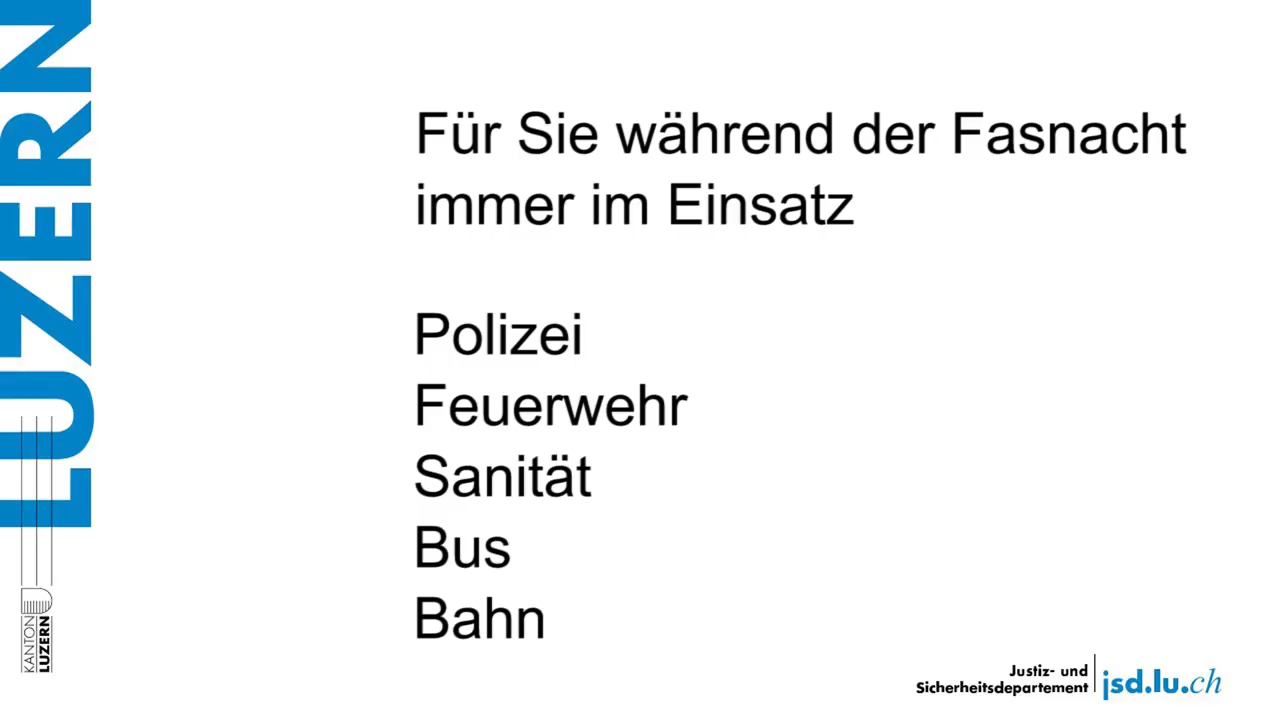 LUZERN
KANTON
LUZERN
Für Sie während der Fasnacht
immer im Einsatz
Polizei
Feuerwehr
Sanität
Bus
Bahn
Justiz- und
Sicherheitsdepartement
jsd.lu.ch